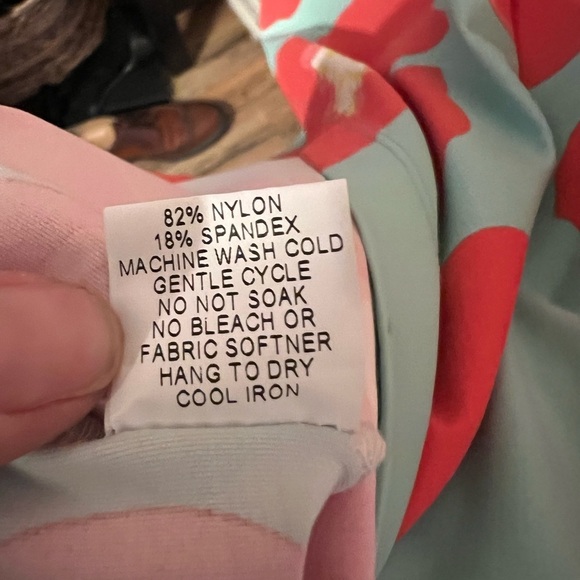 82% NYLON
18% SPANDEX
MACHINE WASH COLD
GENTLE CYCLE
NO NOT SOAK
NO BLEACH OR
FABRIC SOFTNER
HANG TO DRY
COOL IRON